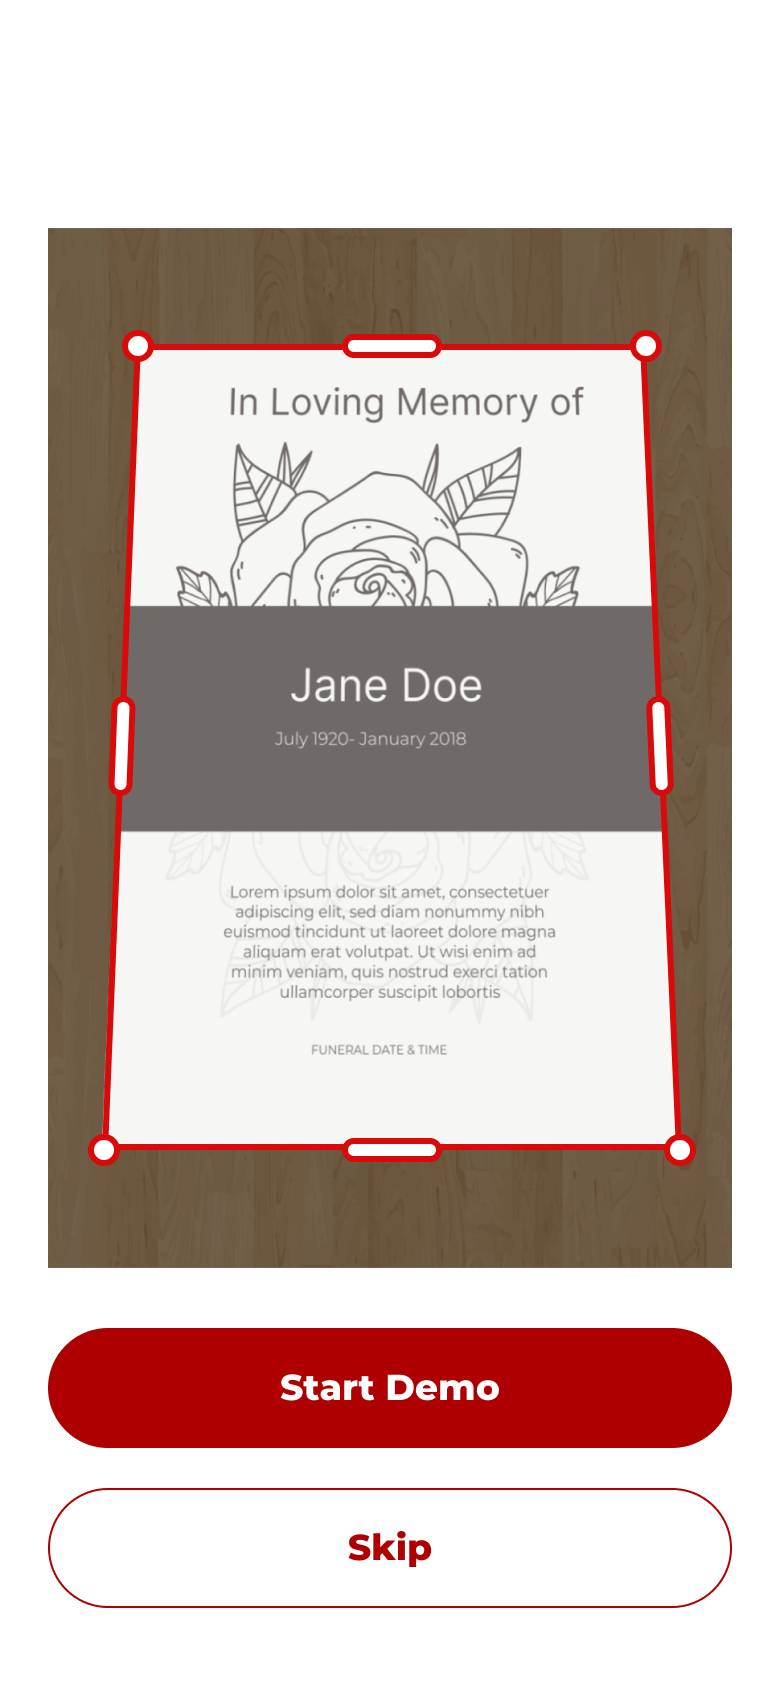 In Loving Memory of
Jane Doe
July 1920- January 2018
Lorem ipsum dolor sit amet, consectetuer
adipiscing elit, sed diam nonummy nibh
euismod tincidunt ut laoreet dolore magna
aliquam erat volutpat. Ut wisi enim ad
minim veniam, quis nostrud exerci tation
ullamcorper suscipit lobortis
FUNERAL DATE & TIME
Start Demo
Skip